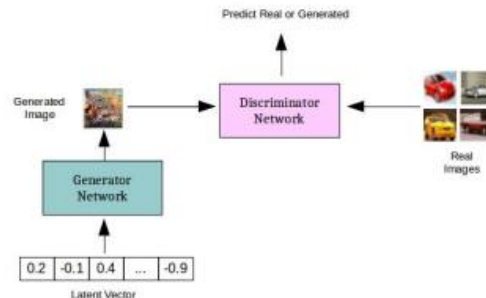 Predict Real or Generated
Generated
Image
Discriminator
Network
Real
Images
Generator
Network
0.2 -0.1 0.4 ... -0.9
Latent Vector